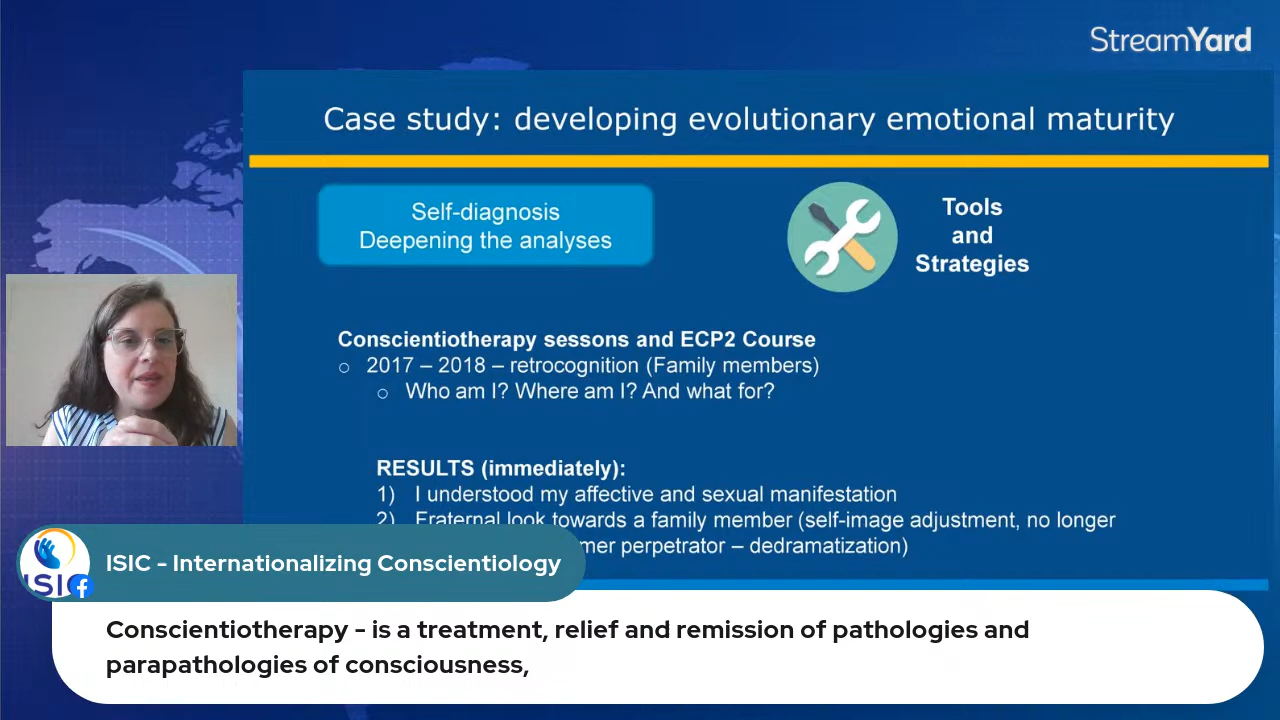 StreamYard
Case study: developing evolutionary emotional maturity
Self-diagnosis
Deepening the analyses
Tools
and
Strategies
Conscientiotherapy sessons and ECP2 Course
o 2017 – 2018 – retrocognition (Family members)
o Who am I? Where am I? And what for?
RESULTS (immediately):
1) I understood my affective and sexual manifestation
2) Fraternal look towards a family member (self-image adjustment, no longer
perpetrator – dedramatization)
ISIC
ISIC - Internationalizing Conscientiology
Conscientiotherapy - is a treatment, relief and remission of pathologies and
parapathologies of consciousness,